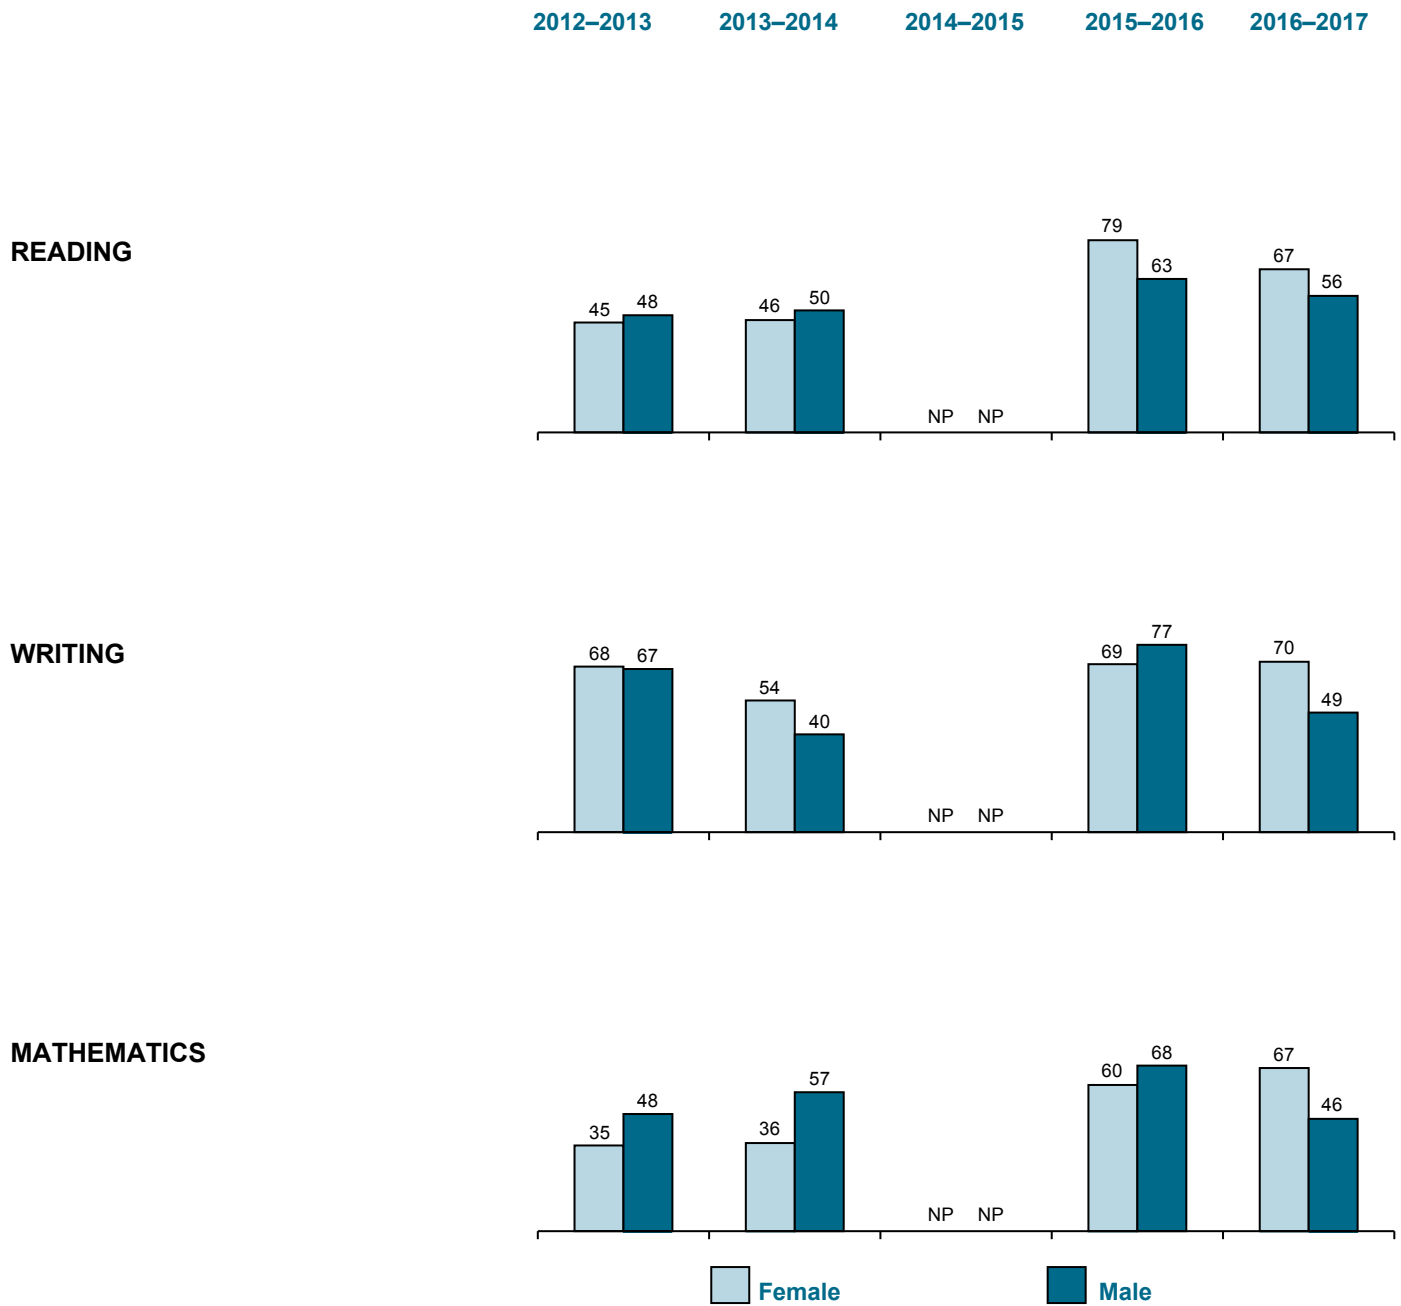 2012–2013 2013–2014 2014–2015 2015–2016 2016–2017
READING
45 48 46 50 NP NP 79 63 67 56
WRITING
68 67 54 40 NP NP 69 77 70 49
MATHEMATICS
35 48 36 57 NP NP 60 68 67 46
Female Male